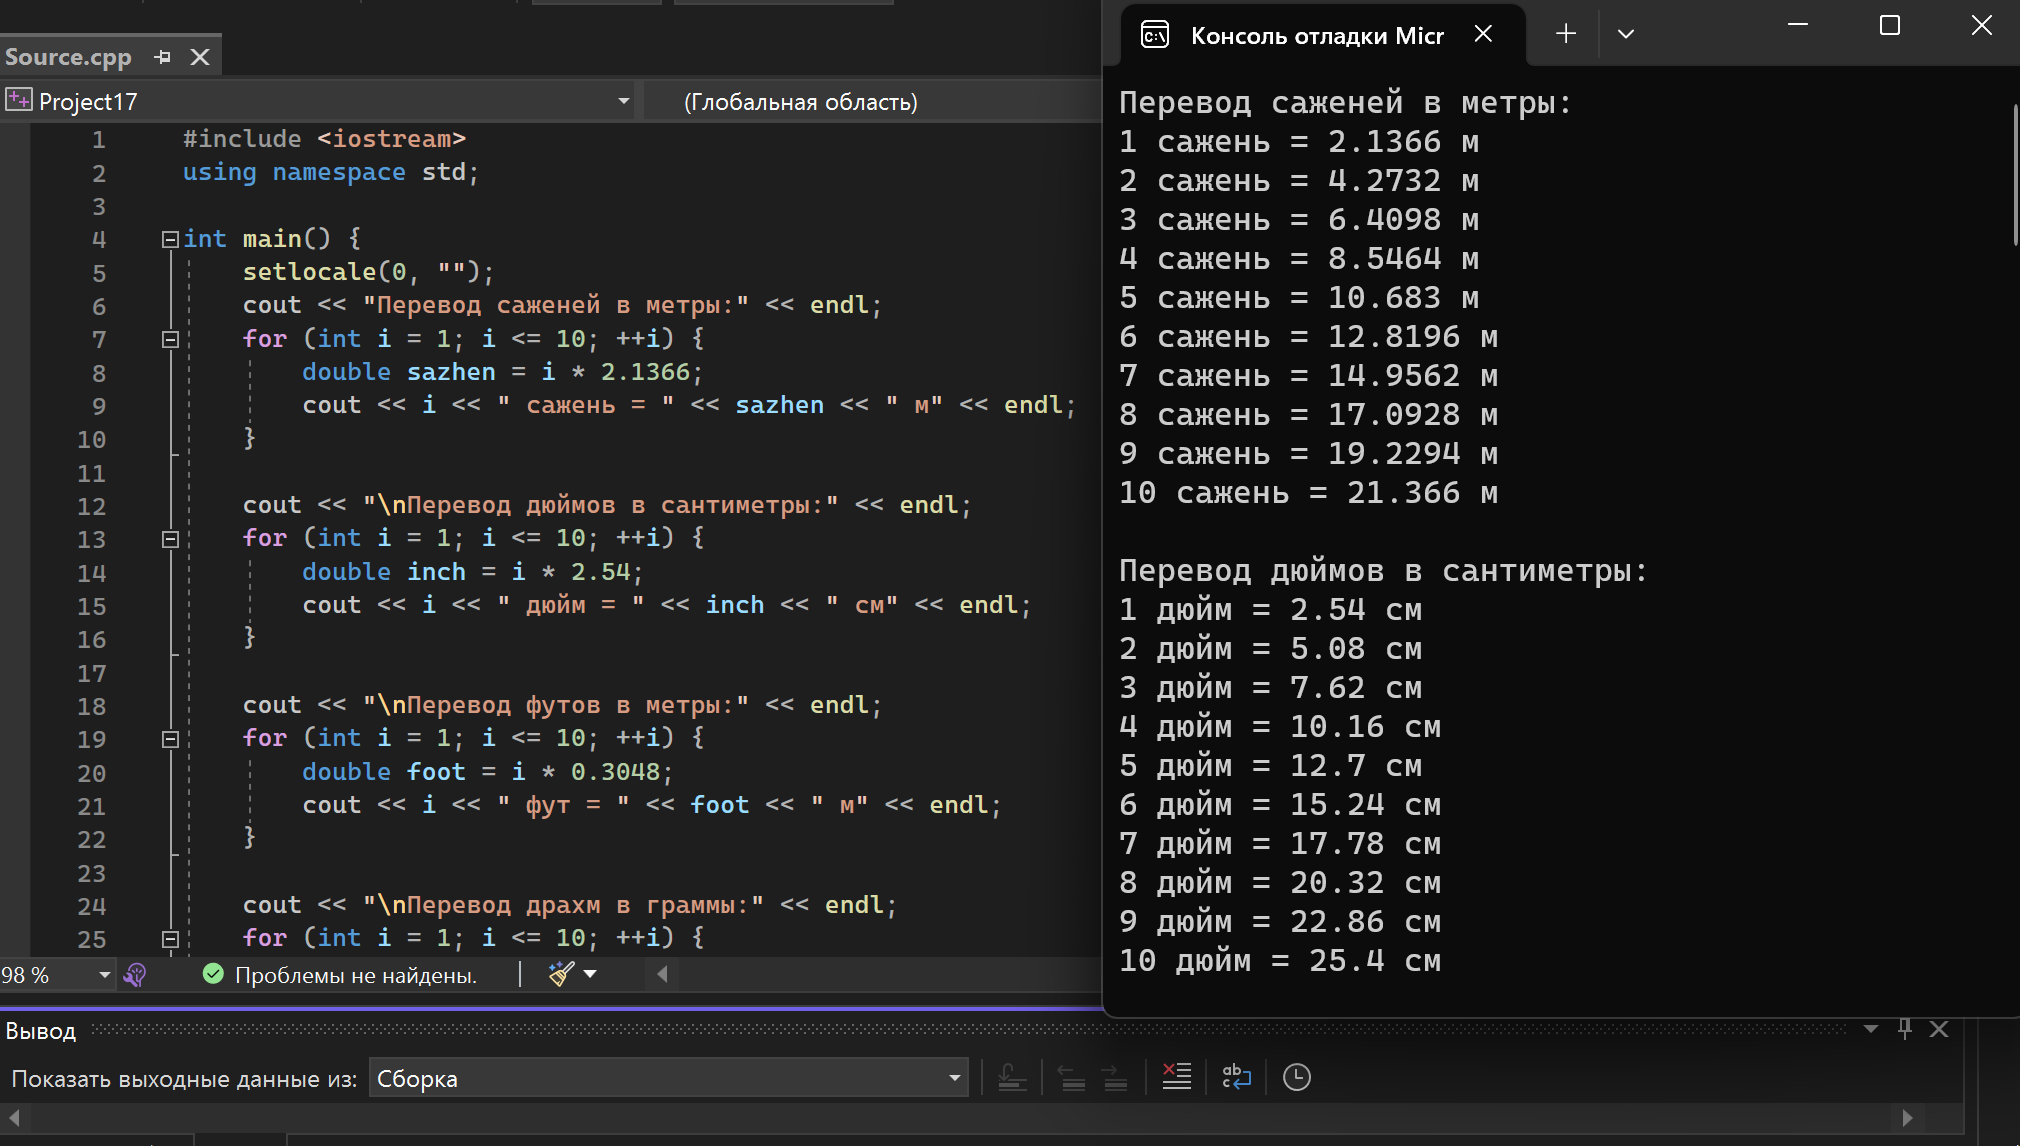 Source.cpp
Project17
(Глобальная область)
1 #include <iostream>
2 using namespace std;
3
4 int main() {
5 setlocale(0, "");
6 cout << "Перевод саженей в метры:" << endl;
7 for (int i = 1; i <= 10; ++i) {
8 double sazhen = i * 2.1366;
9 cout << i << " сажень = " << sazhen << " м" << endl;
10 }
11
12 cout << "\nПеревод дюймов в сантиметры:" << endl;
13 for (int i = 1; i <= 10; ++i) {
14 double inch = i * 2.54;
15 cout << i << " дюйм = " << inch << " см" << endl;
16 }
17
18 cout << "\nПеревод футов в метры:" << endl;
19 for (int i = 1; i <= 10; ++i) {
20 double foot = i * 0.3048;
21 cout << i << " фут = " << foot << " м" << endl;
22 }
23
24 cout << "\nПеревод драхм в граммы:" << endl;
25 for (int i = 1; i <= 10; ++i) {
98 %
Проблемы не найдены.
Вывод
Показать выходные данные из: Сборка
Консоль отладки Micr
Перевод саженей в метры:
1 сажень = 2.1366 м
2 сажень = 4.2732 м
3 сажень = 6.4098 м
4 сажень = 8.5464 м
5 сажень = 10.683 м
6 сажень = 12.8196 м
7 сажень = 14.9562 м
8 сажень = 17.0928 м
9 сажень = 19.2294 м
10 сажень = 21.366 м

Перевод дюймов в сантиметры:
1 дюйм = 2.54 см
2 дюйм = 5.08 см
3 дюйм = 7.62 см
4 дюйм = 10.16 см
5 дюйм = 12.7 см
6 дюйм = 15.24 см
7 дюйм = 17.78 см
8 дюйм = 20.32 см
9 дюйм = 22.86 см
10 дюйм = 25.4 см